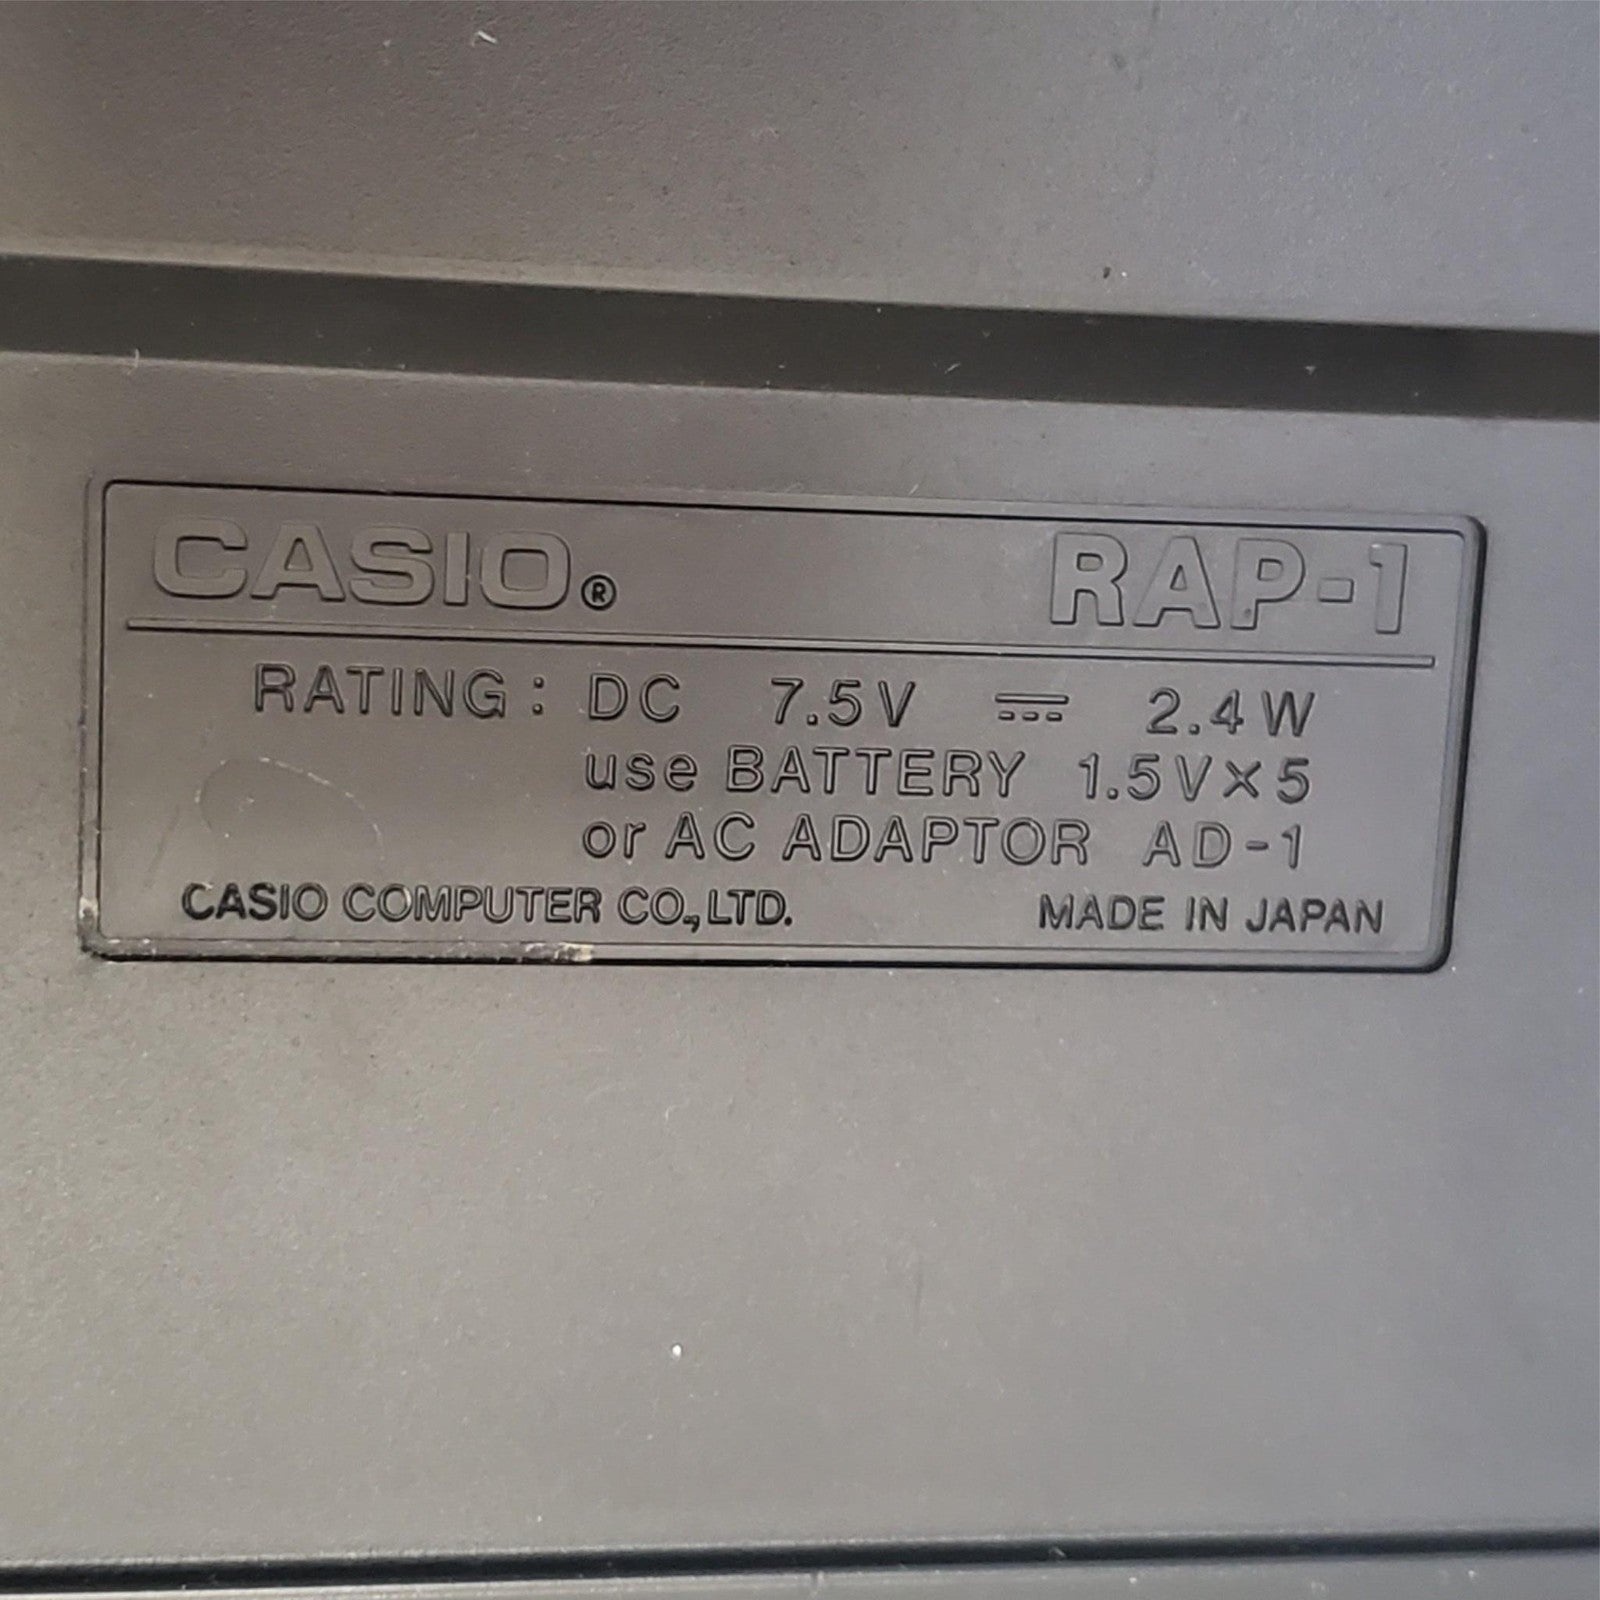 CASIO® RAP-1
RATING: DC 7.5V ⎓ 2.4W
use BATTERY 1.5V×5
or AC ADAPTOR AD-1
CASIO COMPUTER CO., LTD. MADE IN JAPAN